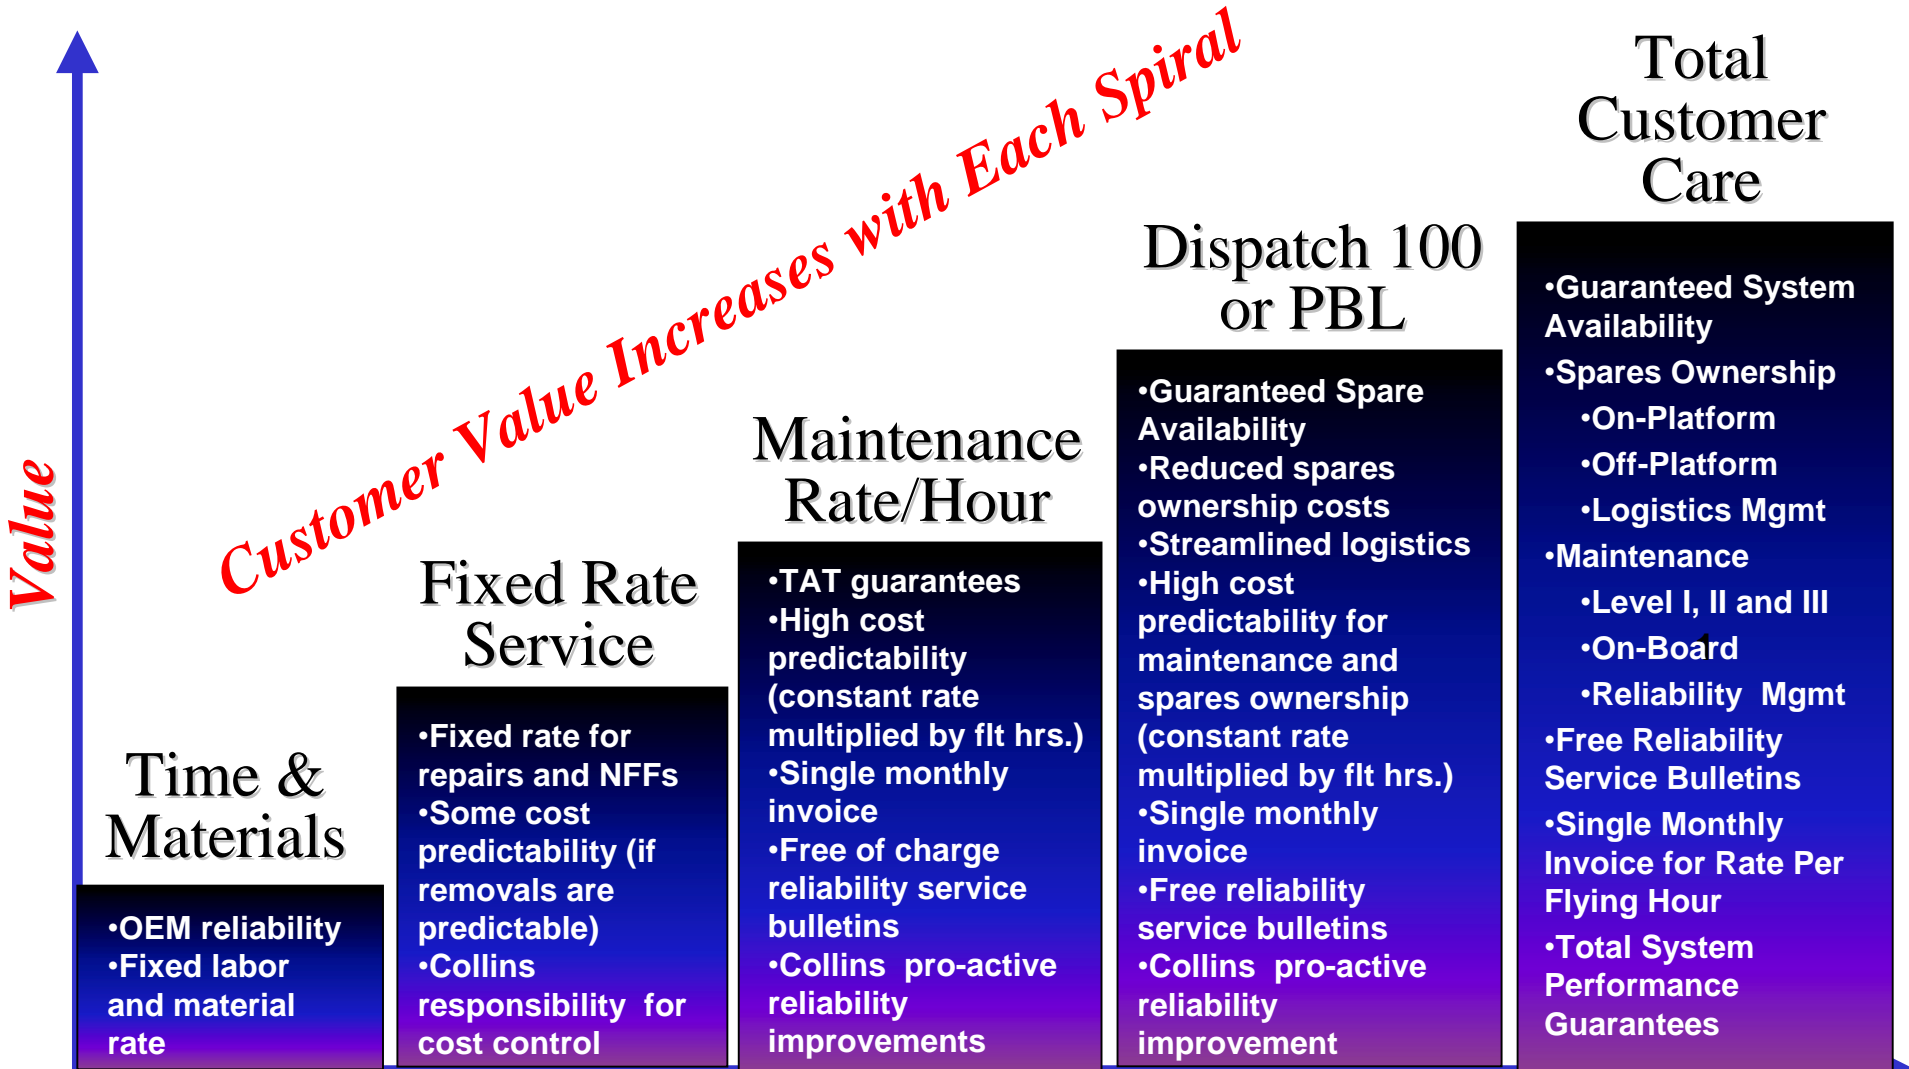 Value
Customer Value Increases with Each Spiral
Time &
Materials
•OEM reliability
•Fixed labor
and material
rate
Fixed Rate
Service
•Fixed rate for
repairs and NFFs
•Some cost
predictability (if
removals are
predictable)
•Collins
responsibility for
cost control
Maintenance
Rate/Hour
•TAT guarantees
•High cost
predictability
(constant rate
multiplied by flt hrs.)
•Single monthly
invoice
•Free of charge
reliability service
bulletins
•Collins pro-active
reliability
improvements
Dispatch 100
or PBL
•Guaranteed Spare
Availability
•Reduced spares
ownership costs
•Streamlined logistics
•High cost
predictability for
maintenance and
spares ownership
(constant rate
multiplied by flt hrs.)
•Single monthly
invoice
•Free reliability
service bulletins
•Collins pro-active
reliability
improvement
Total
Customer
Care
•Guaranteed System
Availability
•Spares Ownership
•On-Platform
•Off-Platform
•Logistics Mgmt
•Maintenance
•Level I, II and III
•On-Board
•Reliability Mgmt
•Free Reliability
Service Bulletins
•Single Monthly
Invoice for Rate Per
Flying Hour
•Total System
Performance
Guarantees